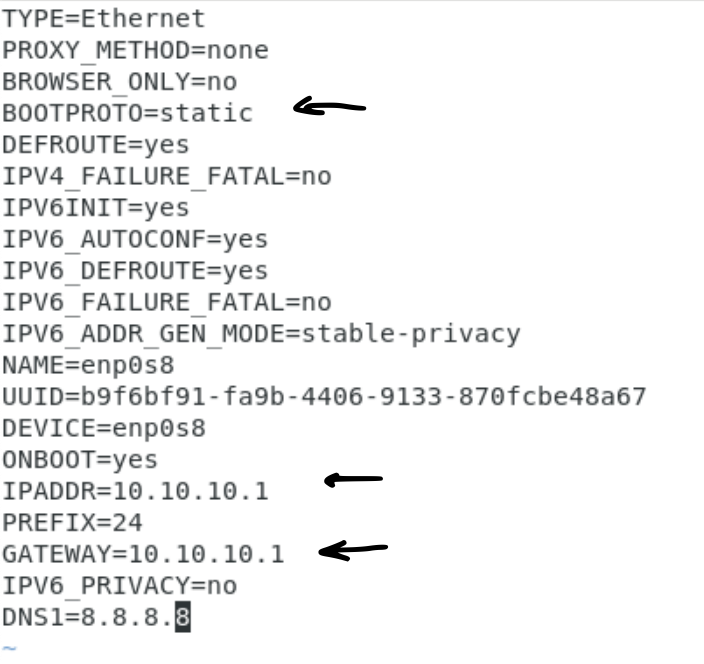 TYPE=Ethernet
PROXY_METHOD=none
BROWSER_ONLY=no
BOOTPROTO=static
DEFROUTE=yes
IPV4_FAILURE_FATAL=no
IPV6INIT=yes
IPV6_AUTOCONF=yes
IPV6_DEFROUTE=yes
IPV6_FAILURE_FATAL=no
IPV6_ADDR_GEN_MODE=stable-privacy
NAME=enp0s8
UUID=b9f6bf91-fa9b-4406-9133-870fcbe48a67
DEVICE=enp0s8
ONBOOT=yes
IPADDR=10.10.10.1
PREFIX=24
GATEWAY=10.10.10.1
IPV6_PRIVACY=no
DNS1=8.8.8.8
~